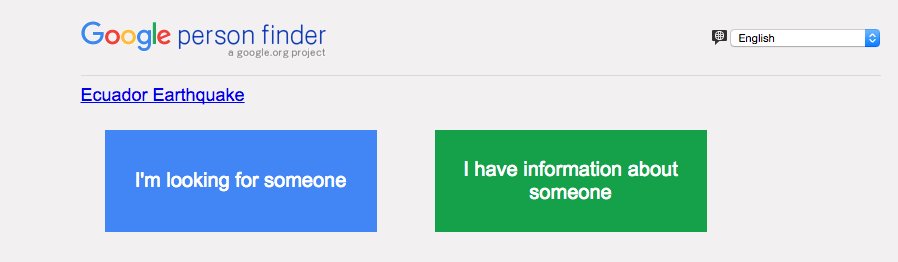 Google person finder
a google.org project
English
Ecuador Earthquake
I'm looking for someone
I have information about
someone